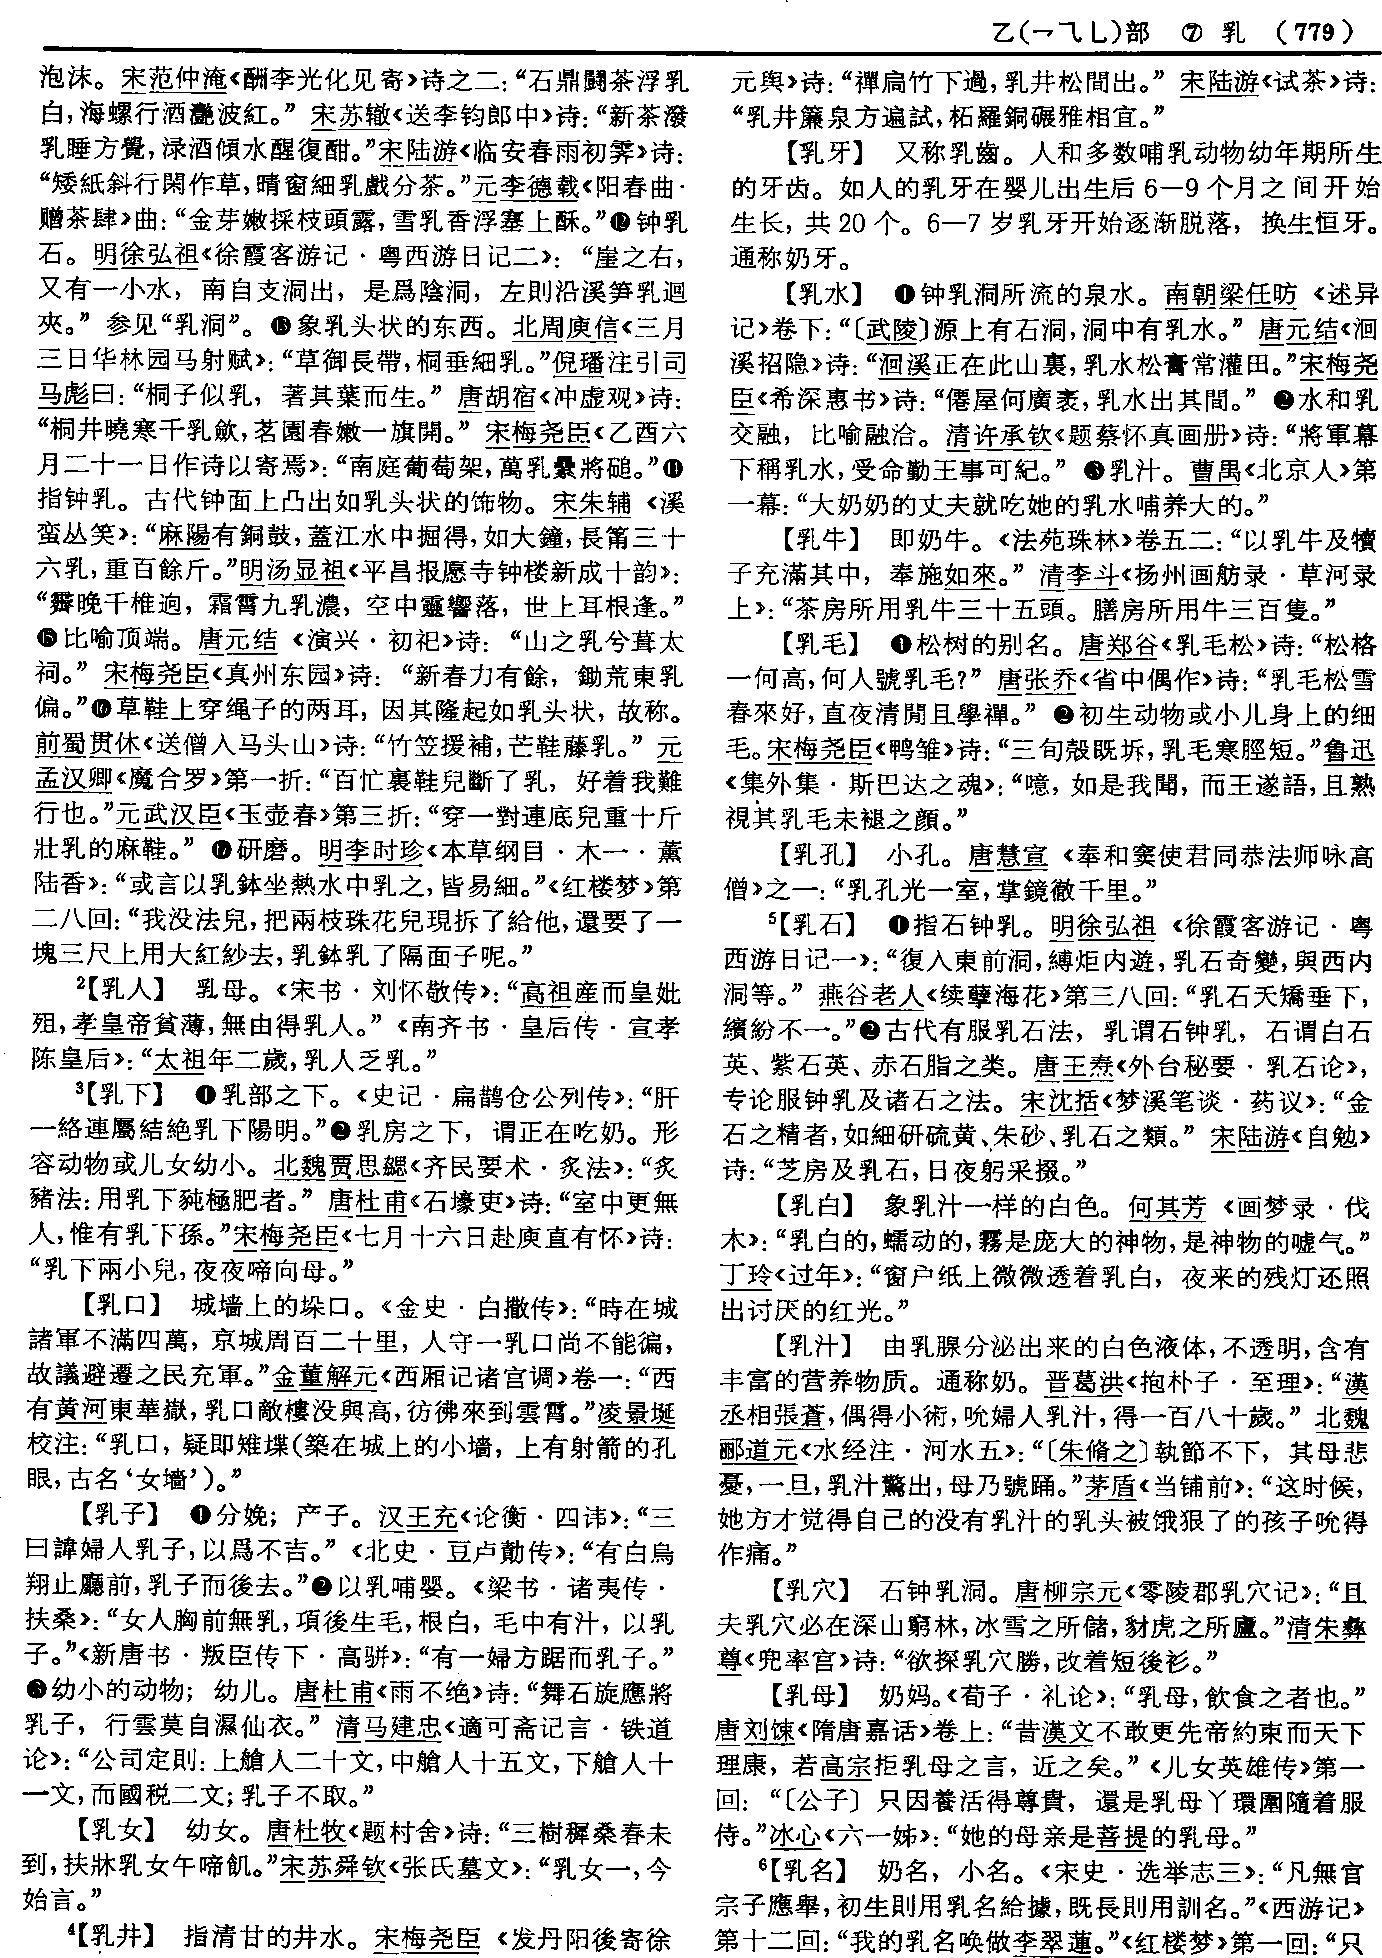 乙(乛⺄乚)部 ⑦ 乳 (779)
泡沫。宋范仲淹《酬李光化见寄》诗之二：“石鼎鬭茶浮乳
白，海螺行酒灧波紅。” 宋苏辙《送李钧郎中》诗：“新茶潑
乳睡方覺，渌酒傾水醒復酣。”宋陆游《临安春雨初霁》诗：
“矮紙斜行閑作草，晴窗細乳戲分茶。”元李德载《阳春曲·
赠茶肆》曲：“金芽嫩採枝頭露，雪乳香浮塞上酥。”⓬钟乳
石。明徐弘祖《徐霞客游记·粤西游日记二》：“崖之右，
又有一小水，南自支洞出，是爲陰洞，左則沿溪笋乳迴
夾。” 参见“乳洞”。⓭象乳头状的东西。北周庾信《三月
三日华林园马射赋》：“草御長帶，桐垂細乳。”倪璠注引司
马彪曰：“桐子似乳，著其葉而生。” 唐胡宿《冲虚观》诗：
“桐井曉寒千乳斂，茗園春嫩一旗開。” 宋梅尧臣《乙酉六
月二十一日作诗以寄焉》：“南庭葡萄架，萬乳纍將磓。”⓮
指钟乳。古代钟面上凸出如乳头状的饰物。宋朱辅《溪
蛮丛笑》：“麻陽有銅鼓，蓋江水中掘得，如大鐘，長筩三十
六乳，重百餘斤。”明汤显祖《平昌报愿寺钟楼新成十韵》：
“霽晚千椎迥，霜霄九乳濃，空中靈響落，世上耳根逢。”
⓯比喻顶端。唐元结《演兴·初祀》诗：“山之乳兮葺太
祠。” 宋梅尧臣《真州东园》诗：“新春力有餘，鋤荒東乳
偏。”⓰草鞋上穿绳子的两耳，因其隆起如乳头状，故称。
前蜀贯休《送僧入马头山》诗：“竹笠援補，芒鞋藤乳。” 元
孟汉卿《魔合罗》第一折：“百忙裏鞋兒斷了乳，好着我難
行也。”元武汉臣《玉壶春》第三折：“穿一對連底兒重十斤
壯乳的麻鞋。” ⓱研磨。明李时珍《本草纲目·木一·薰
陆香》：“或言以乳鉢坐熱水中乳之，皆易細。”《红楼梦》第
二八回：“我没法兒，把兩枝珠花兒現拆了給他，還要了一
塊三尺上用大紅紗去，乳鉢乳了隔面子呢。”
²【乳人】 乳母。《宋书·刘怀敬传》：“高祖産而皇妣
殂，孝皇帝貧薄，無由得乳人。” 《南齐书·皇后传·宣孝
陈皇后》：“太祖年二歲，乳人乏乳。”
³【乳下】 ❶乳部之下。《史记·扁鹊仓公列传》：“肝
一絡連屬結絶乳下陽明。”❷乳房之下，谓正在吃奶。形
容动物或儿女幼小。北魏贾思勰《齐民要术·炙法》：“炙
豬法：用乳下豘極肥者。” 唐杜甫《石壕吏》诗：“室中更無
人，惟有乳下孫。”宋梅尧臣《七月十六日赴庾直有怀》诗：
“乳下兩小兒，夜夜啼向母。”
【乳口】 城墙上的垛口。《金史·白撒传》：“時在城
諸軍不滿四萬，京城周百二十里，人守一乳口尚不能徧，
故議避遷之民充軍。”金董解元《西厢记诸宫调》卷一：“西
有黄河東華嶽，乳口敵樓没與高，彷彿來到雲霄。”凌景埏
校注：“乳口，疑即雉堞(築在城上的小墻，上有射箭的孔
眼，古名‘女墻’)。”
【乳子】 ❶分娩；产子。汉王充《论衡·四讳》：“三
曰諱婦人乳子，以爲不吉。” 《北史·豆卢勣传》：“有白烏
翔止廳前，乳子而後去。”❷以乳哺婴。《梁书·诸夷传·
扶桑》：“女人胸前無乳，項後生毛，根白，毛中有汁，以乳
子。”《新唐书·叛臣传下·高骈》：“有一婦方踞而乳子。”
❸幼小的动物；幼儿。唐杜甫《雨不绝》诗：“舞石旋應將
乳子，行雲莫自濕仙衣。” 清马建忠《適可斋记言·铁道
论》：“公司定則：上艙人二十文，中艙人十五文，下艙人十
一文，而國税二文；乳子不取。”
【乳女】 幼女。唐杜牧《题村舍》诗：“三樹穉桑春未
到，扶牀乳女午啼飢。”宋苏舜钦《张氏墓文》：“乳女一，今
始言。”
⁴【乳井】 指清甘的井水。宋梅尧臣《发丹阳後寄徐
元舆》诗：“禪扃竹下過，乳井松間出。” 宋陆游《试茶》诗：
“乳井簾泉方遍試，柘羅銅碾雅相宜。”
【乳牙】 又称乳齒。人和多数哺乳动物幼年期所生
的牙齿。如人的乳牙在婴儿出生后6—9个月之间开始
生长，共20个。6—7岁乳牙开始逐渐脱落，换生恒牙。
通称奶牙。
【乳水】 ❶钟乳洞所流的泉水。南朝梁任昉《述异
记》卷下：“〔武陵〕源上有石洞，洞中有乳水。” 唐元结《洄
溪招隐》诗：“洄溪正在此山裏，乳水松膏常灌田。”宋梅尧
臣《希深惠书》诗：“僊屋何廣袤，乳水出其間。” ❷水和乳
交融，比喻融洽。清许承钦《题蔡怀真画册》诗：“將軍幕
下稱乳水，受命勤王事可紀。” ❸乳汁。曹禺《北京人》第
一幕：“大奶奶的丈夫就吃她的乳水哺养大的。”
【乳牛】 即奶牛。《法苑珠林》卷五二：“以乳牛及犢
子充滿其中，奉施如來。” 清李斗《扬州画舫录·草河录
上》：“茶房所用乳牛三十五頭。膳房所用牛三百隻。”
【乳毛】 ❶松树的别名。唐郑谷《乳毛松》诗：“松格
一何高，何人號乳毛？” 唐张乔《省中偶作》诗：“乳毛松雪
春來好，直夜清閒且學禪。” ❷初生动物或小儿身上的细
毛。宋梅尧臣《鸭雏》诗：“三旬殼既坼，乳毛寒脛短。”鲁迅
《集外集·斯巴达之魂》：“噫，如是我聞，而王遂語，且熟
視其乳毛未褪之顔。”
【乳孔】 小孔。唐慧宣《奉和窦使君同恭法师咏高
僧》之一：“乳孔光一室，掌鏡徹千里。”
⁵【乳石】 ❶指石钟乳。明徐弘祖《徐霞客游记·粤
西游日记一》：“復入東前洞，縛炬内遊，乳石奇變，與西内
洞等。” 燕谷老人《续孽海花》第三八回：“乳石夭矯垂下，
繽紛不一。”❷古代有服乳石法，乳谓石钟乳，石谓白石
英、紫石英、赤石脂之类。唐王焘《外台秘要·乳石论》，
专论服钟乳及诸石之法。宋沈括《梦溪笔谈·药议》：“金
石之精者，如細研硫黄、朱砂、乳石之類。” 宋陆游《自勉》
诗：“芝房及乳石，日夜躬采掇。”
【乳白】 象乳汁一样的白色。何其芳《画梦录·伐
木》：“乳白的，蠕动的，霧是庞大的神物，是神物的嘘气。”
丁玲《过年》：“窗户纸上微微透着乳白，夜来的残灯还照
出讨厌的红光。”
【乳汁】 由乳腺分泌出来的白色液体，不透明，含有
丰富的营养物质。通称奶。晋葛洪《抱朴子·至理》：“漢
丞相張蒼，偶得小術，吮婦人乳汁，得一百八十歲。” 北魏
郦道元《水经注·河水五》：“〔朱脩之〕執節不下，其母悲
憂，一旦，乳汁驚出，母乃號踊。”茅盾《当铺前》：“这时候，
她方才觉得自己的没有乳汁的乳头被饿狠了的孩子吮得
作痛。”
【乳穴】 石钟乳洞。唐柳宗元《零陵郡乳穴记》：“且
夫乳穴必在深山窮林，冰雪之所儲，豺虎之所廬。”清朱彝
尊《兜率宫》诗：“欲探乳穴勝，改着短後衫。”
【乳母】 奶妈。《荀子·礼论》：“乳母，飲食之者也。”
唐刘𫗧《隋唐嘉话》卷上：“昔漢文不敢更先帝約束而天下
理康，若高宗拒乳母之言，近之矣。” 《儿女英雄传》第一
回：“〔公子〕只因養活得尊貴，還是乳母丫環圍隨着服
侍。”冰心《六一姊》：“她的母亲是菩提的乳母。”
⁶【乳名】 奶名，小名。《宋史·选举志三》：“凡無官
宗子應舉，初生則用乳名給據，既長則用訓名。”《西游记》
第十二回：“我的乳名唤做李翠蓮。”《红楼梦》第一回：“只